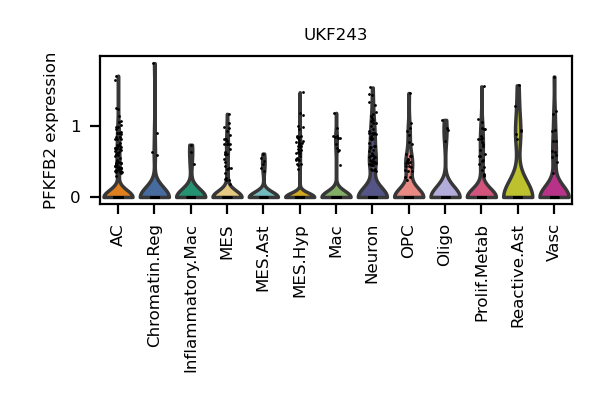 UKF243
PFKFB2 expression
1
0
AC
Chromatin.Reg
Inflammatory.Mac
MES
MES.Ast
MES.Hyp
Mac
Neuron
OPC
Oligo
Prolif.Metab
Reactive.Ast
Vasc